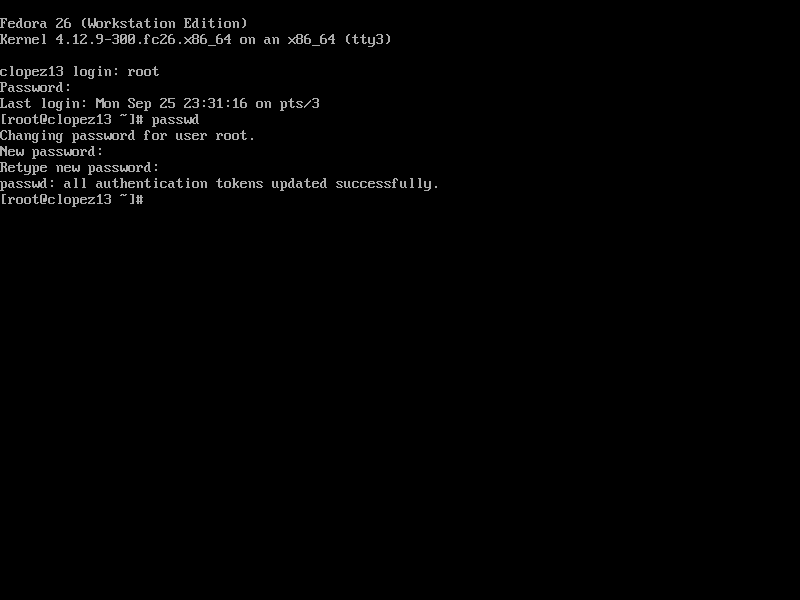 Fedora 26 (Workstation Edition)
Kernel 4.12.9-300.fc26.x86_64 on an x86_64 (tty3)
clopez13 login: root
Password:
Last login: Mon Sep 25 23:31:16 on pts/3
[root@clopez13 ~]# passwd
Changing password for user root.
New password:
Retype new password:
passwd: all authentication tokens updated successfully.
[root@clopez13 ~]#